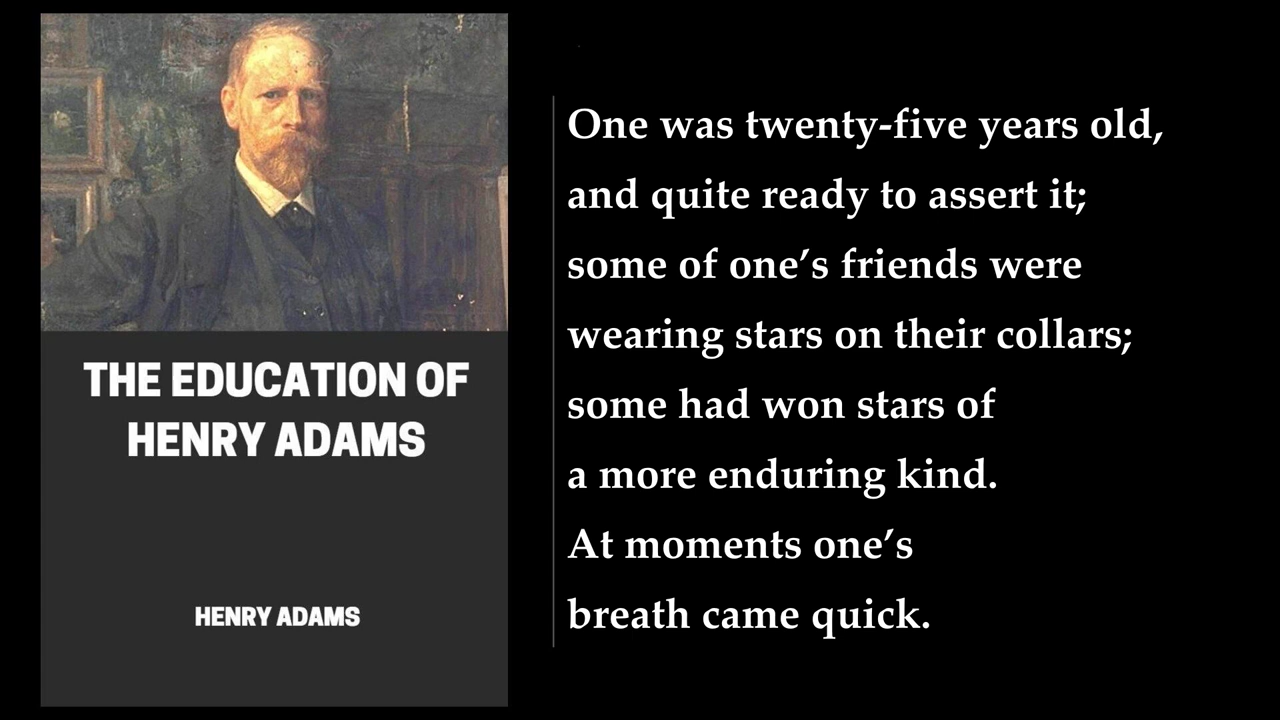 THE EDUCATION OF
HENRY ADAMS
HENRY ADAMS
One was twenty-five years old,
and quite ready to assert it;
some of one’s friends were
wearing stars on their collars;
some had won stars of
a more enduring kind.
At moments one’s
breath came quick.